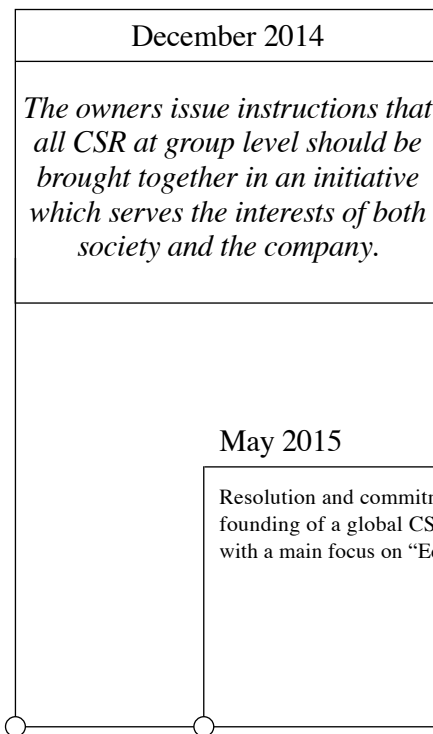 December 2014
The owners issue instructions that
all CSR at group level should be
brought together in an initiative
which serves the interests of both
society and the company.
May 2015
Resolution and
founding of a global
with a main focus on